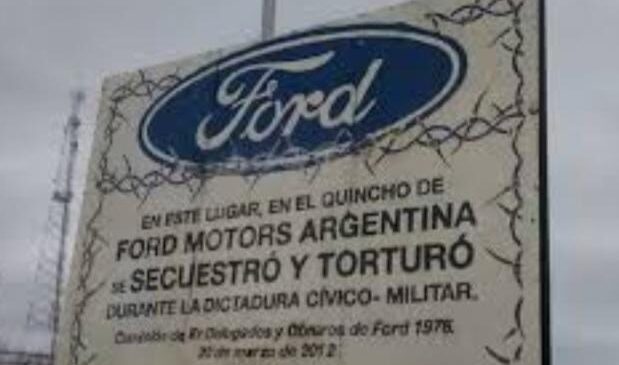 Ford
EN ESTE LUGAR, EN EL QUINCHO DE
FORD MOTORS ARGENTINA
SE SECUESTRÓ Y TORTURÓ
DURANTE LA DICTADURA CÍVICO-MILITAR.
Comisión de Ex Delegados y Obreros de Ford 1976.
20 de marzo de 2012